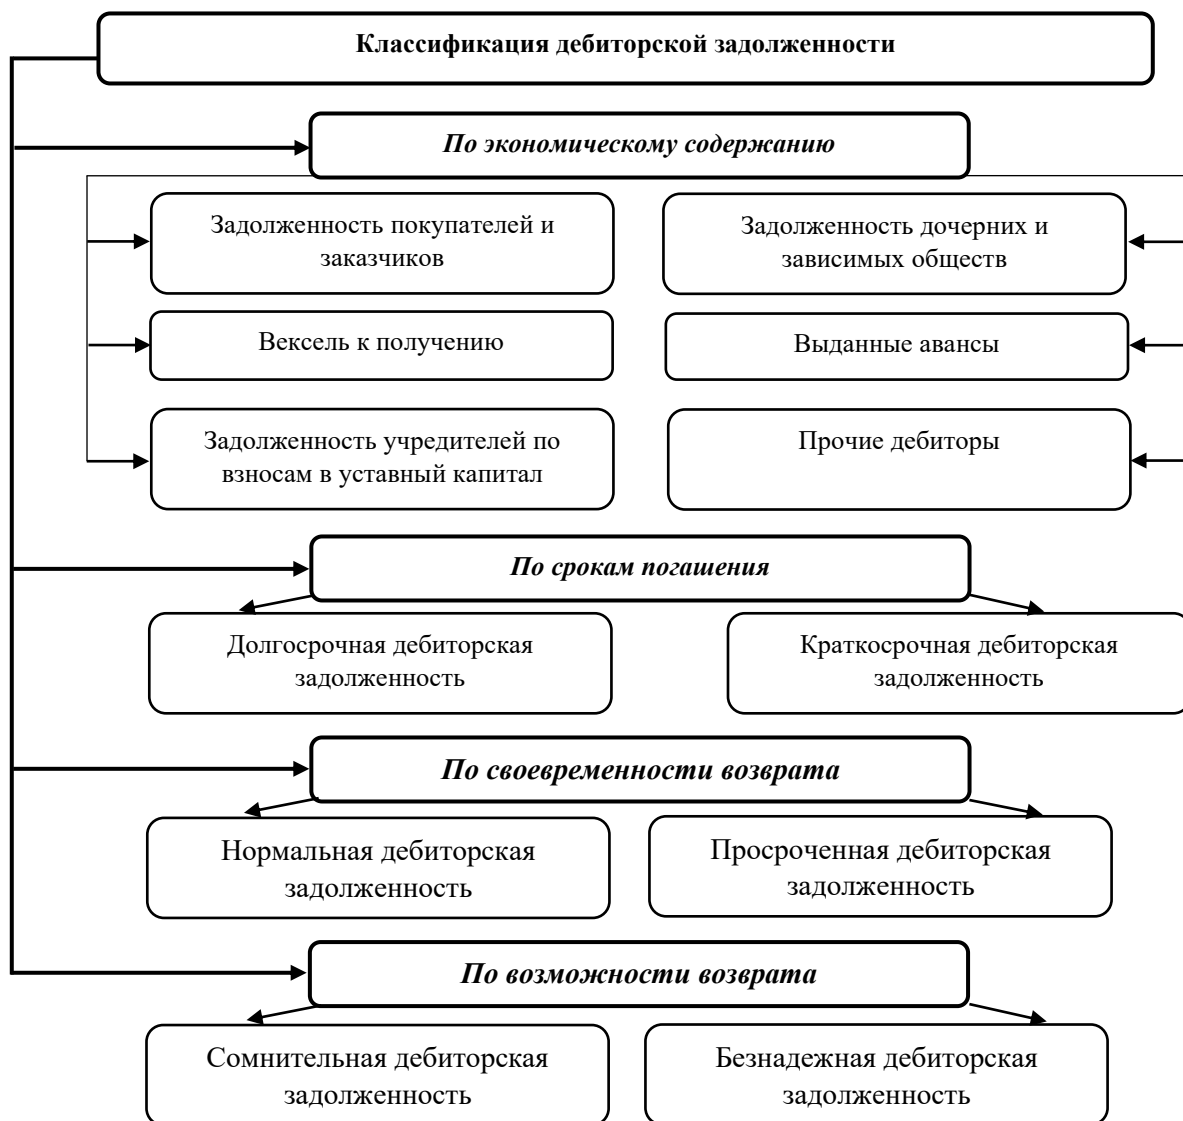 Классификация дебиторской задолженности
По экономическому содержанию
Задолженность покупателей и
заказчиков
Задолженность дочерних и
зависимых обществ
Вексель к получению
Выданные авансы
Задолженность учредителей по
взносам в уставный капитал
Прочие дебиторы
По срокам погашения
Долгосрочная дебиторская
задолженность
Краткосрочная дебиторская
задолженность
По своевременности возврата
Нормальная дебиторская
задолженность
Просроченная дебиторская
задолженность
По возможности возврата
Сомнительная дебиторская
задолженность
Безнадежная дебиторская
задолженность